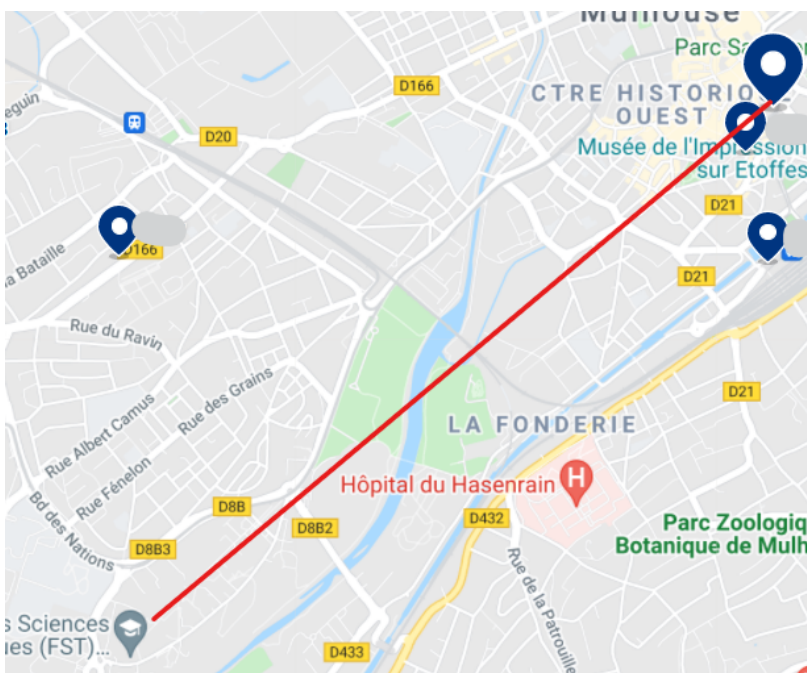 Mulhouse
Parc Sa
D166
CTRE HISTORIQUE
OUEST
D20
Musée de l'Impression
sur Etoffes
D21
D166
la Bataille
D21
Rue du Ravin
Rue des Grains
D21
Rue Albert Camus
LA FONDERIE
Rue Fénelon
Hôpital du Hasenrain
H
Bd des Nations
D8B
D8B2
D432
D8B3
Parc Zoologiq
Botanique de Mulh
Rue de la Patrouille
s Sciences
ues (FST)...
D433